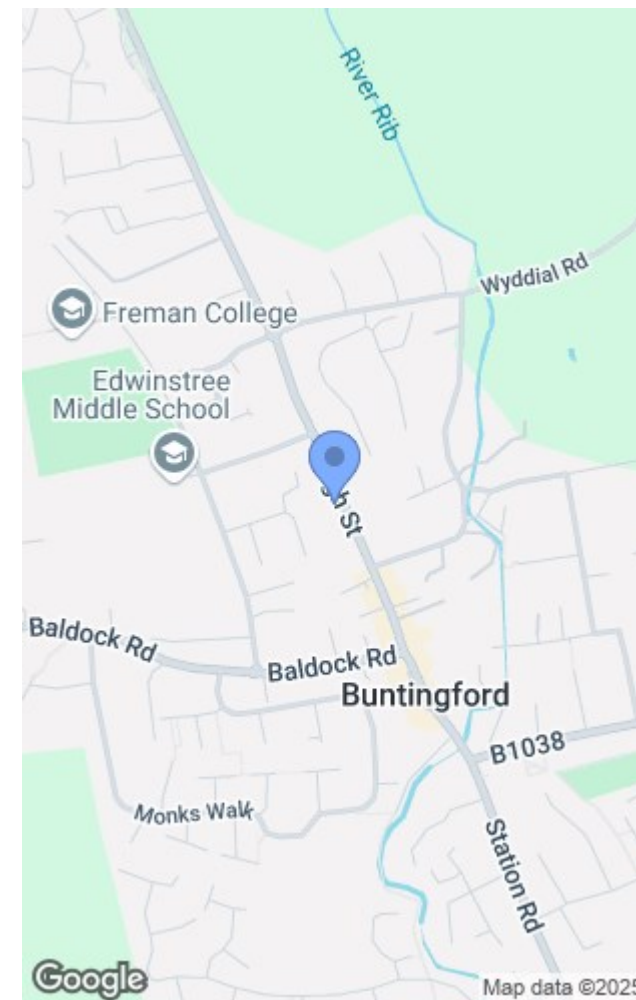 River Rib
Wyddial Rd
Freman College
Edwinstree
Middle School
St
Baldock Rd
Baldock Rd
Buntingford
B1038
Monks Walk
Station Rd
Google
Map data ©2025